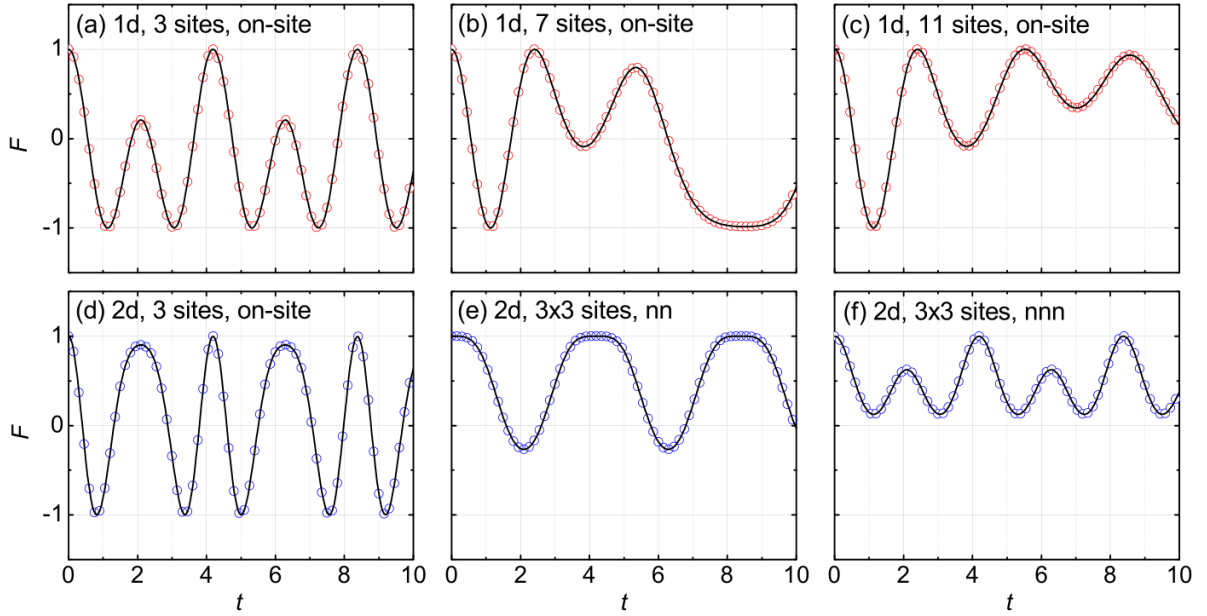 (a) 1d, 3 sites, on-site
(b) 1d, 7 sites, on-site
(c) 1d, 11 sites, on-site
1
0
-1
F
(d) 2d, 3 sites, on-site
(e) 2d, 3x3 sites, nn
(f) 2d, 3x3 sites, nnn
1
0
-1
F
0 2 4 6 8 10
0 2 4 6 8 10
0 2 4 6 8 10
t
t
t